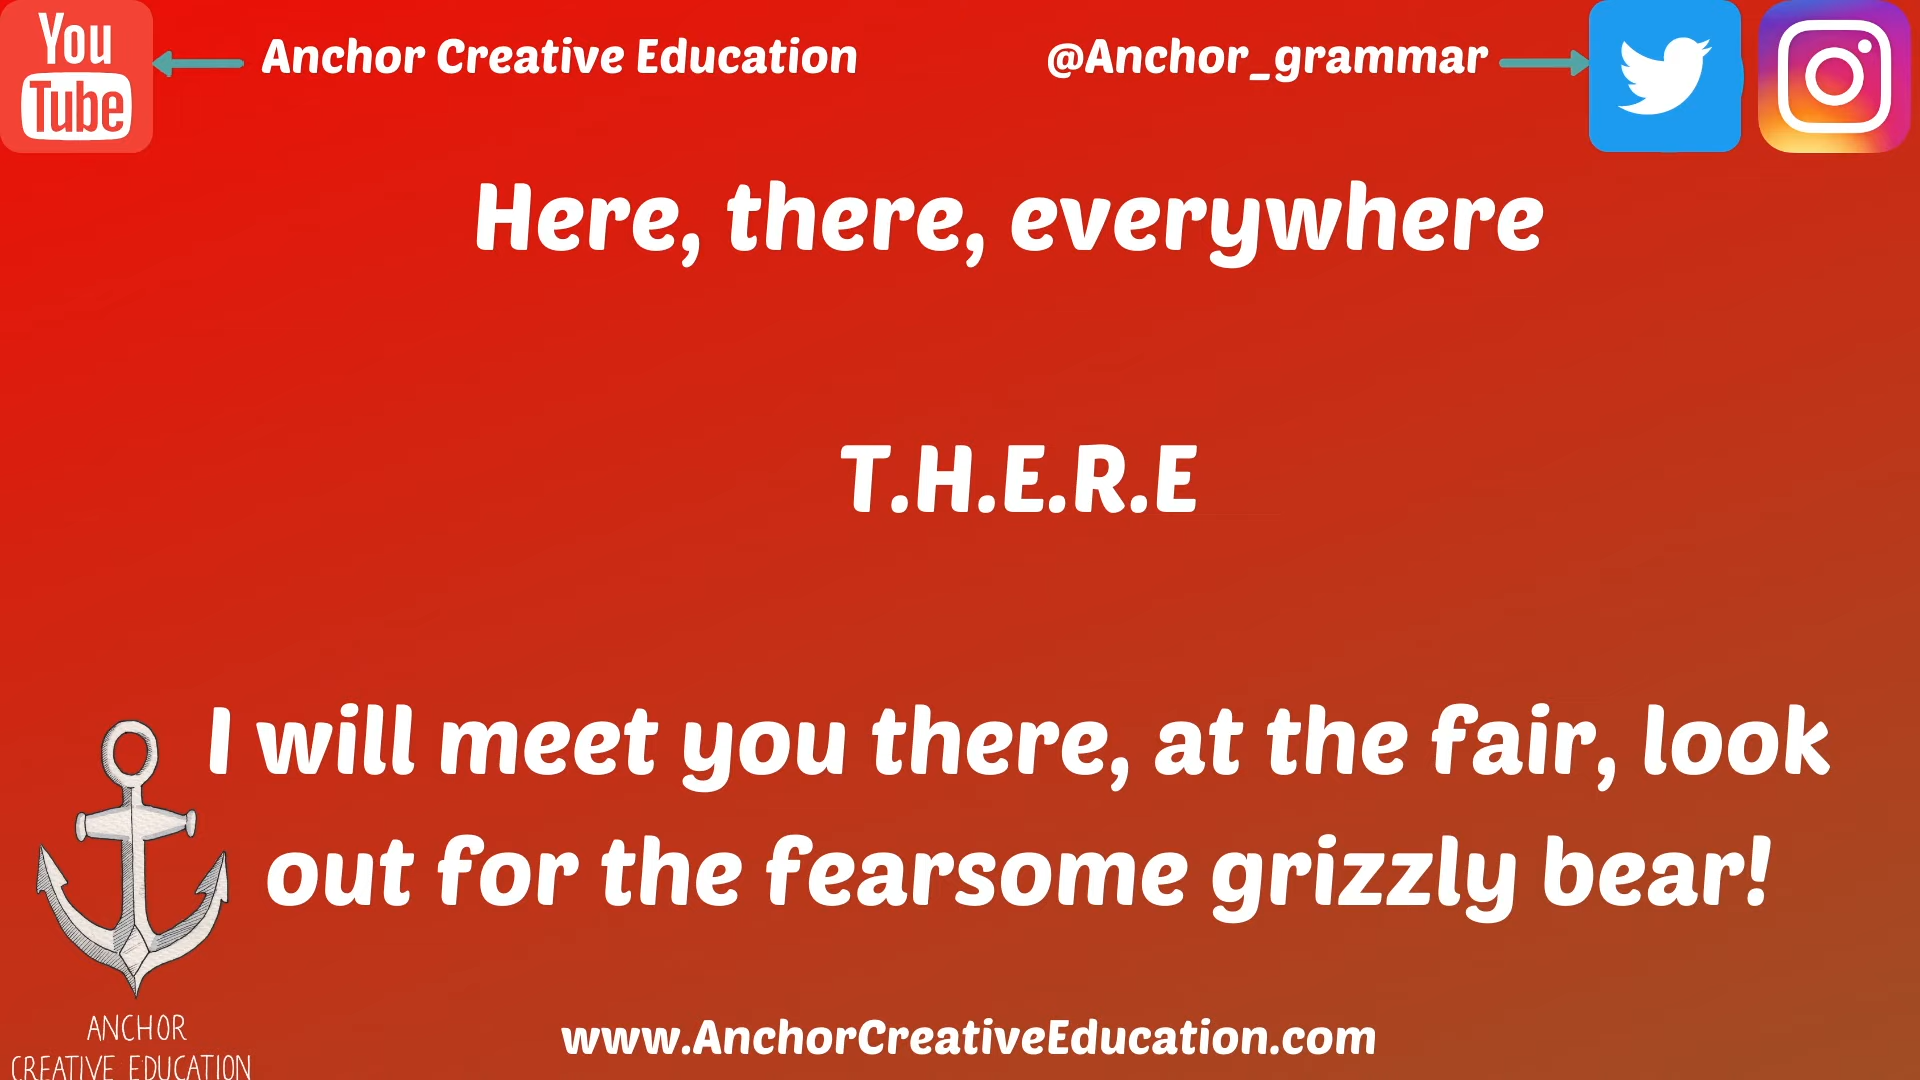 You
Tube
Anchor Creative Education
@Anchor_grammar
Here, there, everywhere
T.H.E.R.E
I will meet you there, at the fair, look
out for the fearsome grizzly bear!
ANCHOR
CREATIVE EDUCATION
www.AnchorCreativeEducation.com